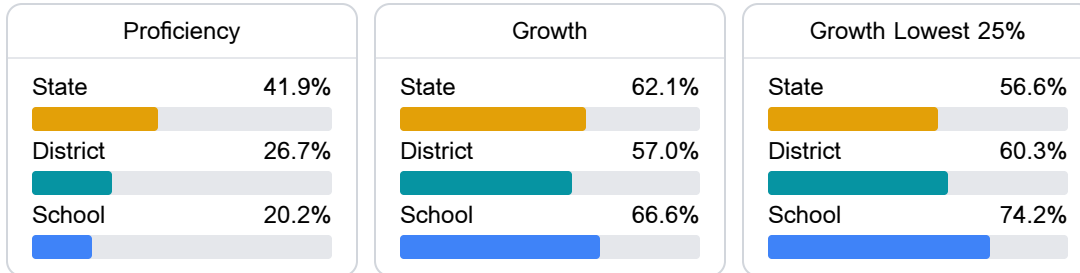 Proficiency
State 41.9%
District 26.7%
School 20.2%
Growth
State 62.1%
District 57.0%
School 66.6%
Growth Lowest 25%
State 56.6%
District 60.3%
School 74.2%